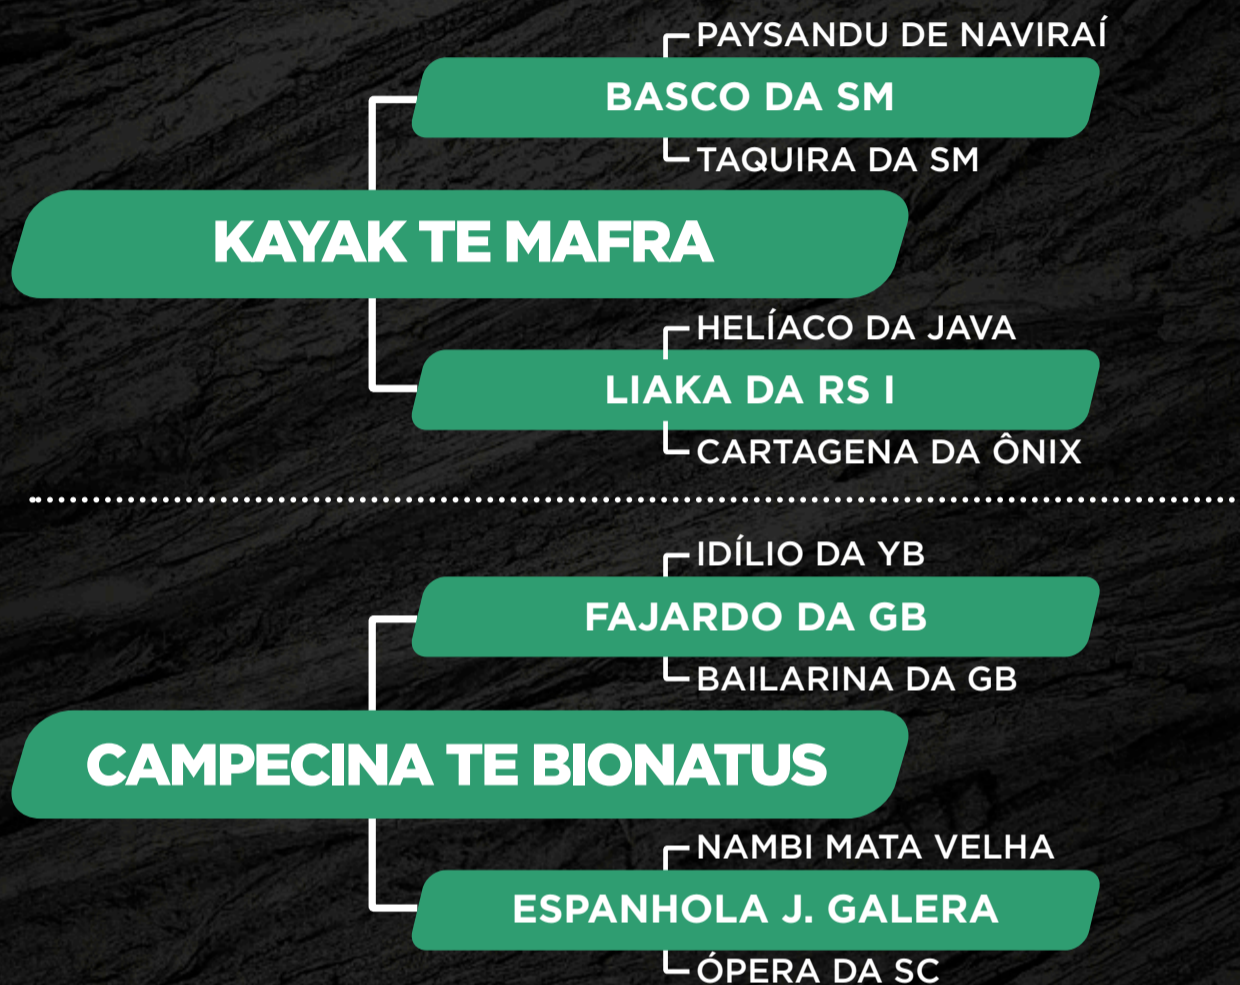 PAYSANDU DE NAVIRAÍ
BASCO DA SM
TAQUIRA DA SM
KAYAK TE MAFRA
HELÍACO DA JAVA
LIAKA DA RS I
CARTAGENA DA ÔNIX
IDÍLIO DA YB
FAJARDO DA GB
BAILARINA DA GB
CAMPECINA TE BIONATUS
NAMBI MATA VELHA
ESPANHOLA J. GALERA
ÓPERA DA SC